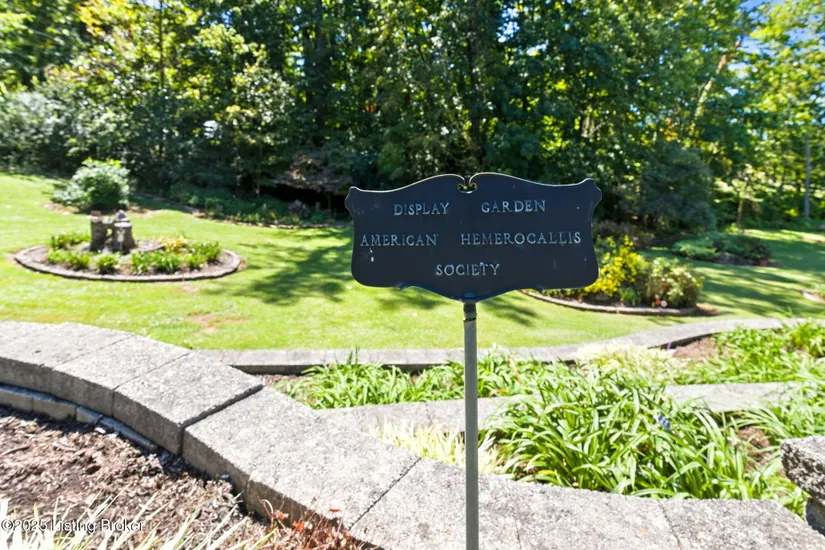 DISPLAY GARDEN
AMERICAN HEMEROCALLIS
SOCIETY
©2025 Listing Broker